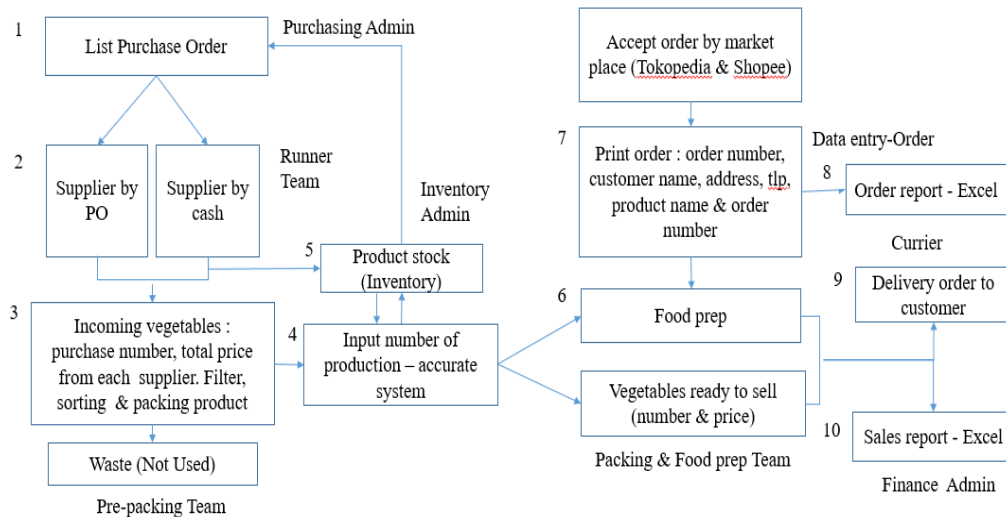 1
List Purchase Order
Purchasing Admin
2
Supplier by
PO
Supplier by
cash
Runner
Team
Inventory
Admin
5
Product stock
(Inventory)
3
Incoming vegetables :
purchase number, total price
from each supplier. Filter,
sorting & packing product
4
Input number of
production – accurate
system
Waste (Not Used)
Pre-packing Team
Accept order by market
place (Tokopedia & Shopee)
7
Print order : order number,
customer name, address, tlp,
product name & order
number
Data entry-Order
8
Order report - Excel
Currier
9
Delivery order to
customer
6
Food prep
Vegetables ready to sell
(number & price)
Packing & Food prep Team
10
Sales report - Excel
Finance Admin